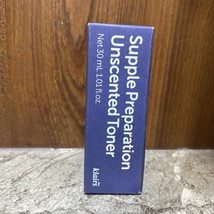 Supple Preparation
Unscented Toner
Net 30 mL 1.01 fl.oz.
klairs